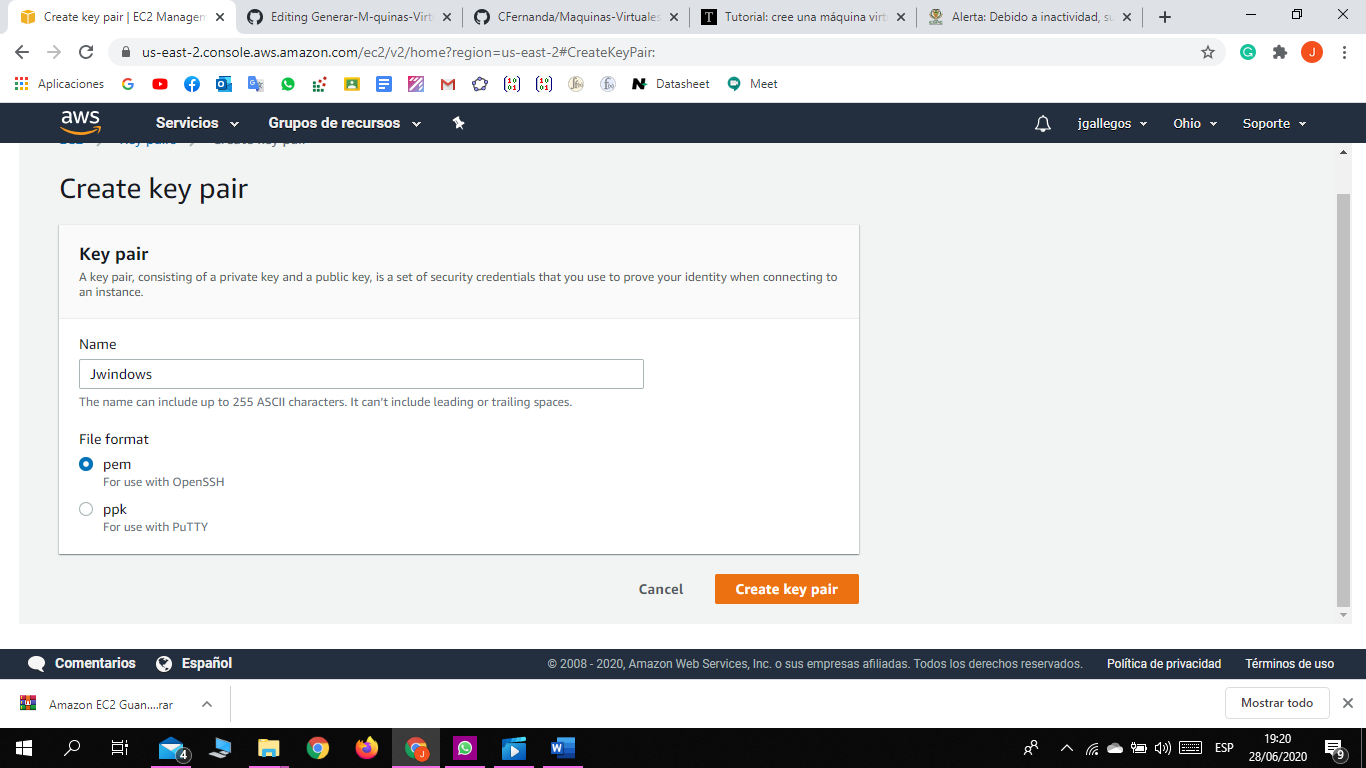 Create key pair | EC2 Managem
Editing Generar-M-quinas-Virt
CFernanda/Maquinas-Virtuales
Tutorial: cree una máquina virt
Alerta: Debido a inactividad, su
us-east-2.console.aws.amazon.com/ec2/v2/home?region=us-east-2#CreateKeyPair:
Aplicaciones
Datasheet
Meet
aws
Servicios
Grupos de recursos
jgallegos
Ohio
Soporte
Create key pair
Key pair
A key pair, consisting of a private key and a public key, is a set of security credentials that you use to prove your identity when connecting to
an instance.
Name
Jwindows
The name can include up to 255 ASCII characters. It can't include leading or trailing spaces.
File format
pem
For use with OpenSSH
ppk
For use with PuTTY
Cancel
Create key pair
Comentarios
Español
© 2008 - 2020, Amazon Web Services, Inc. o sus empresas afiliadas. Todos los derechos reservados.
Política de privacidad
Términos de uso
Amazon EC2 Guan....rar
Mostrar todo
4
ESP
19:20
28/06/2020
9